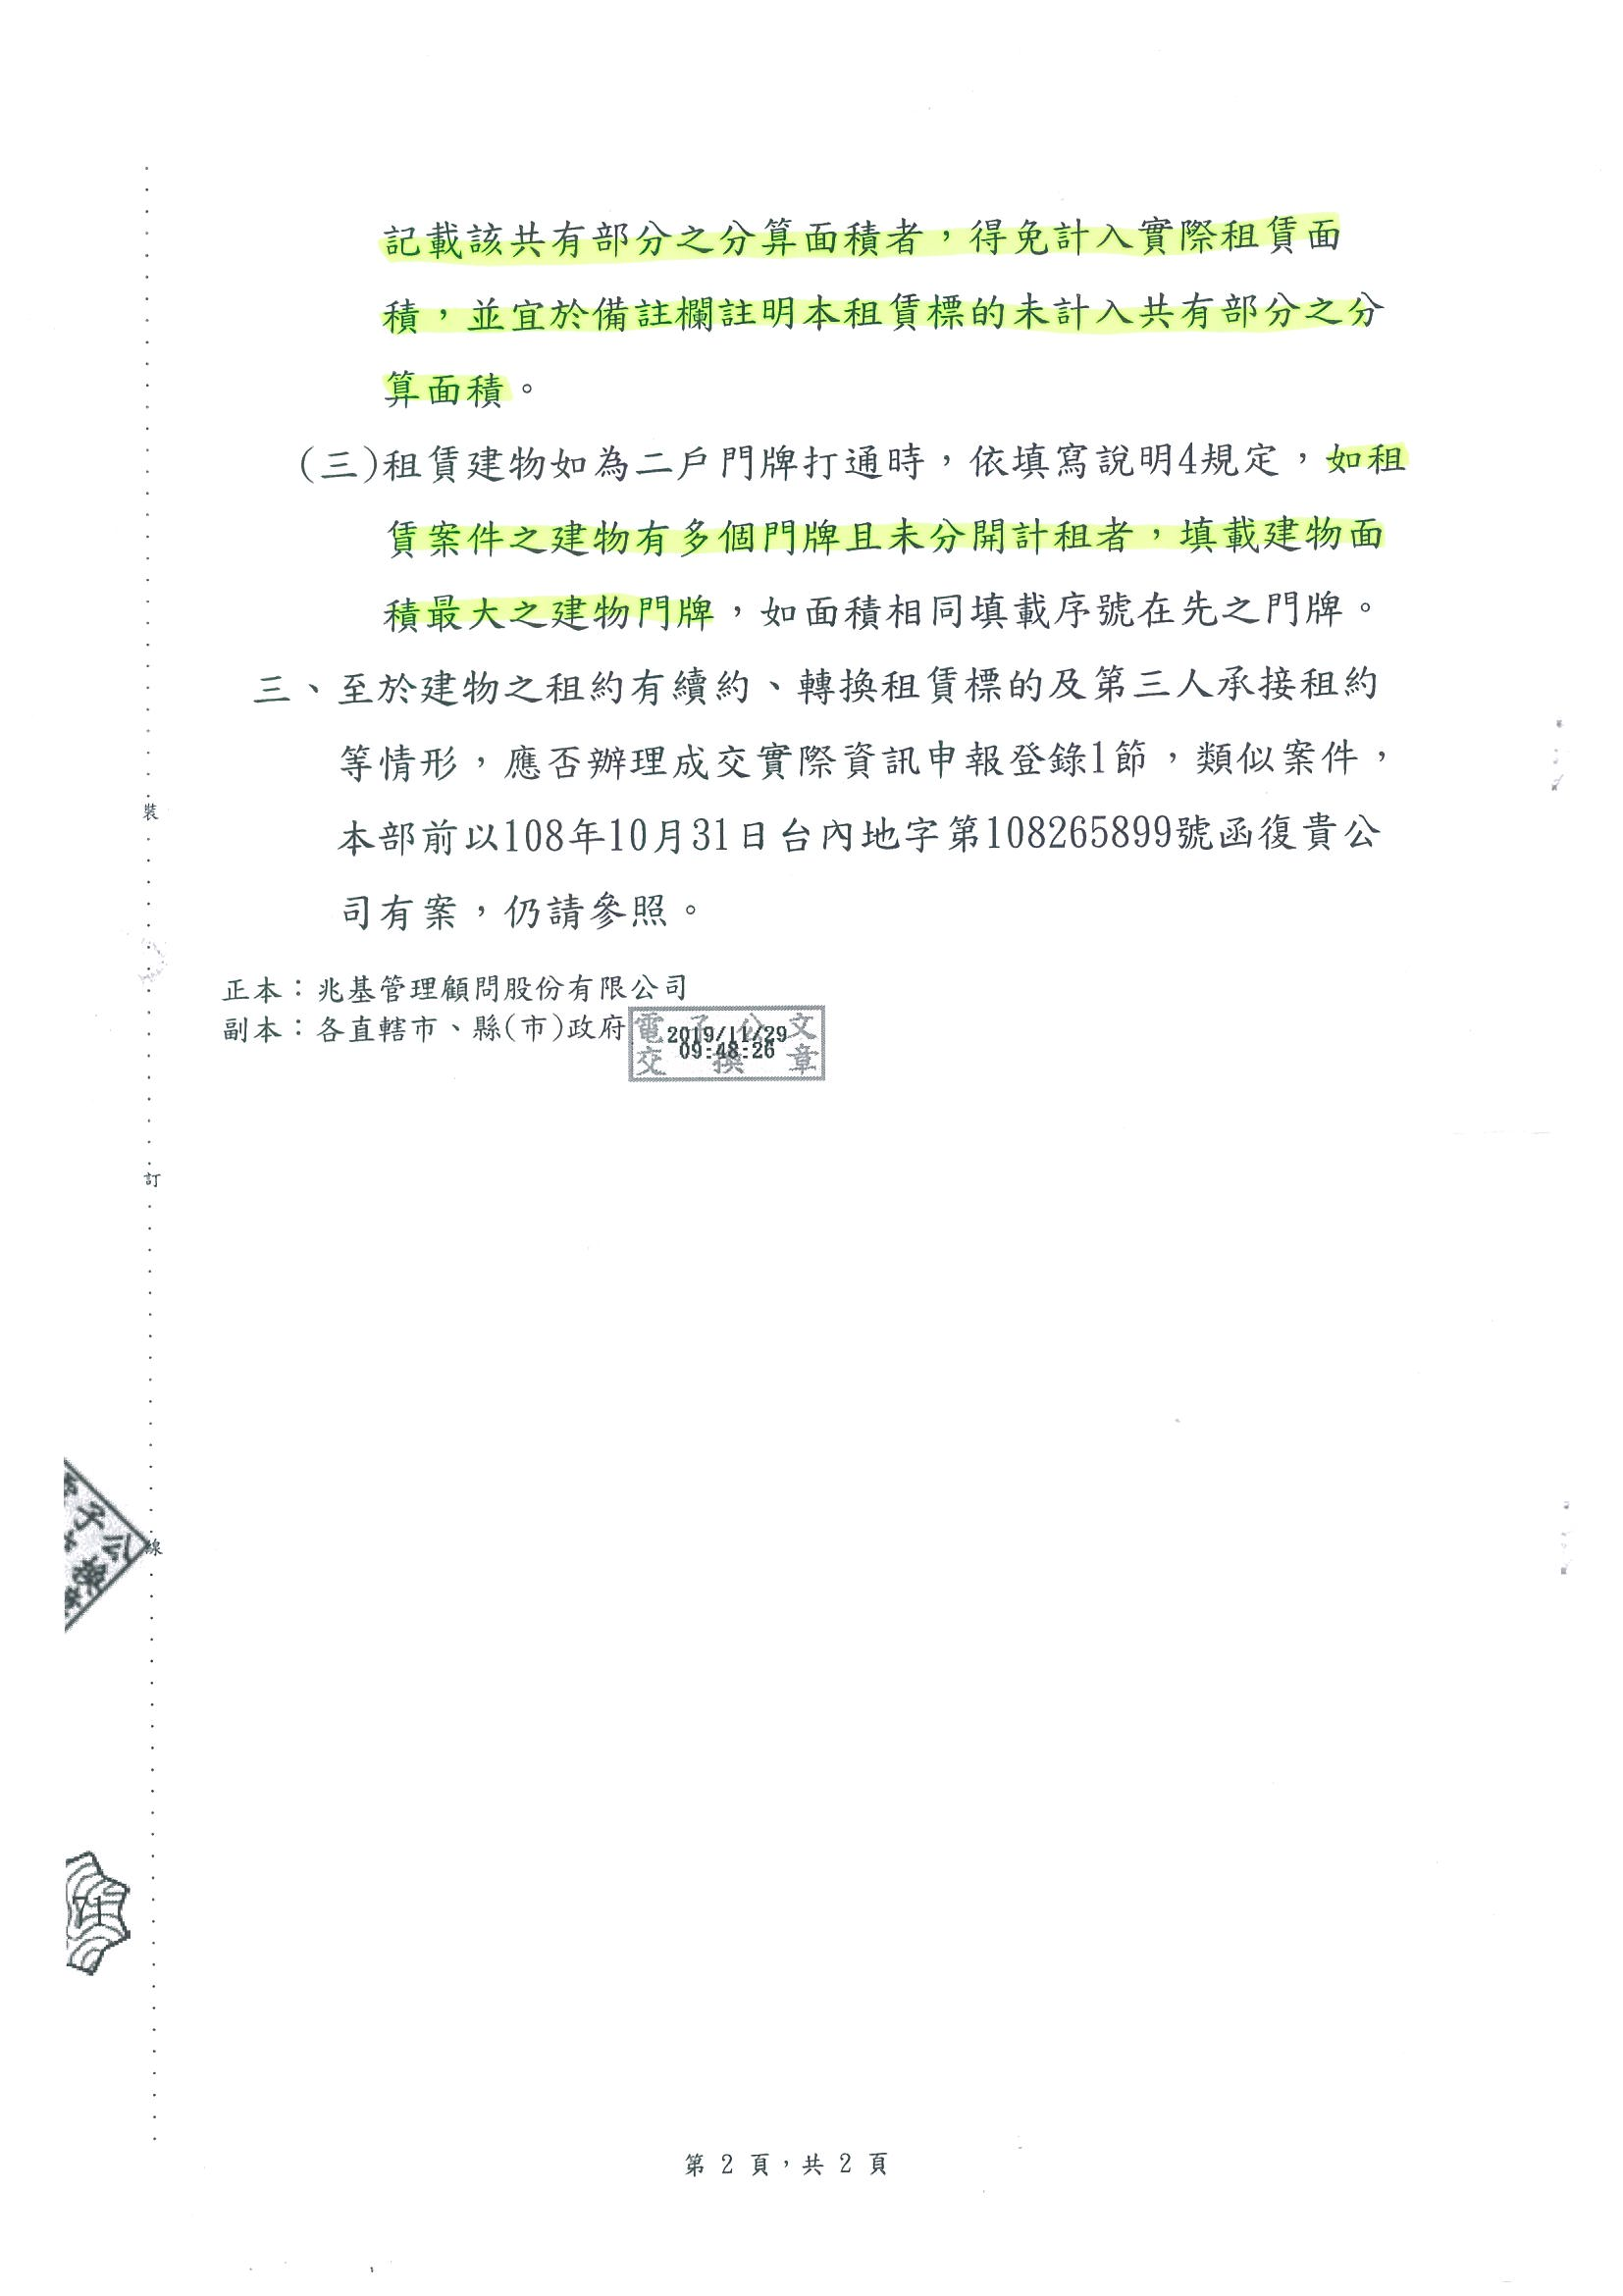 記載該共有部分之分算面積者，得免計入實際租賃面
積，並宜於備註欄註明本租賃標的未計入共有部分之分
算面積。
(三)租賃建物如為二戶門牌打通時，依填寫說明4規定，如租
賃案件之建物有多個門牌且未分開計租者，填載建物面
積最大之建物門牌，如面積相同填載序號在先之門牌。
三、至於建物之租約有續約、轉換租賃標的及第三人承接租約
等情形，應否辦理成交實際資訊申報登錄1節，類似案件，
本部前以108年10月31日台內地字第108265899號函復貴公
司有案，仍請參照。
正本：兆基管理顧問股份有限公司
副本：各直轄市、縣(市)政府
電子公文
2019/11/29
09:48:26
交換章
裝
訂
線
子公
換
71
第 2 頁，共 2 頁